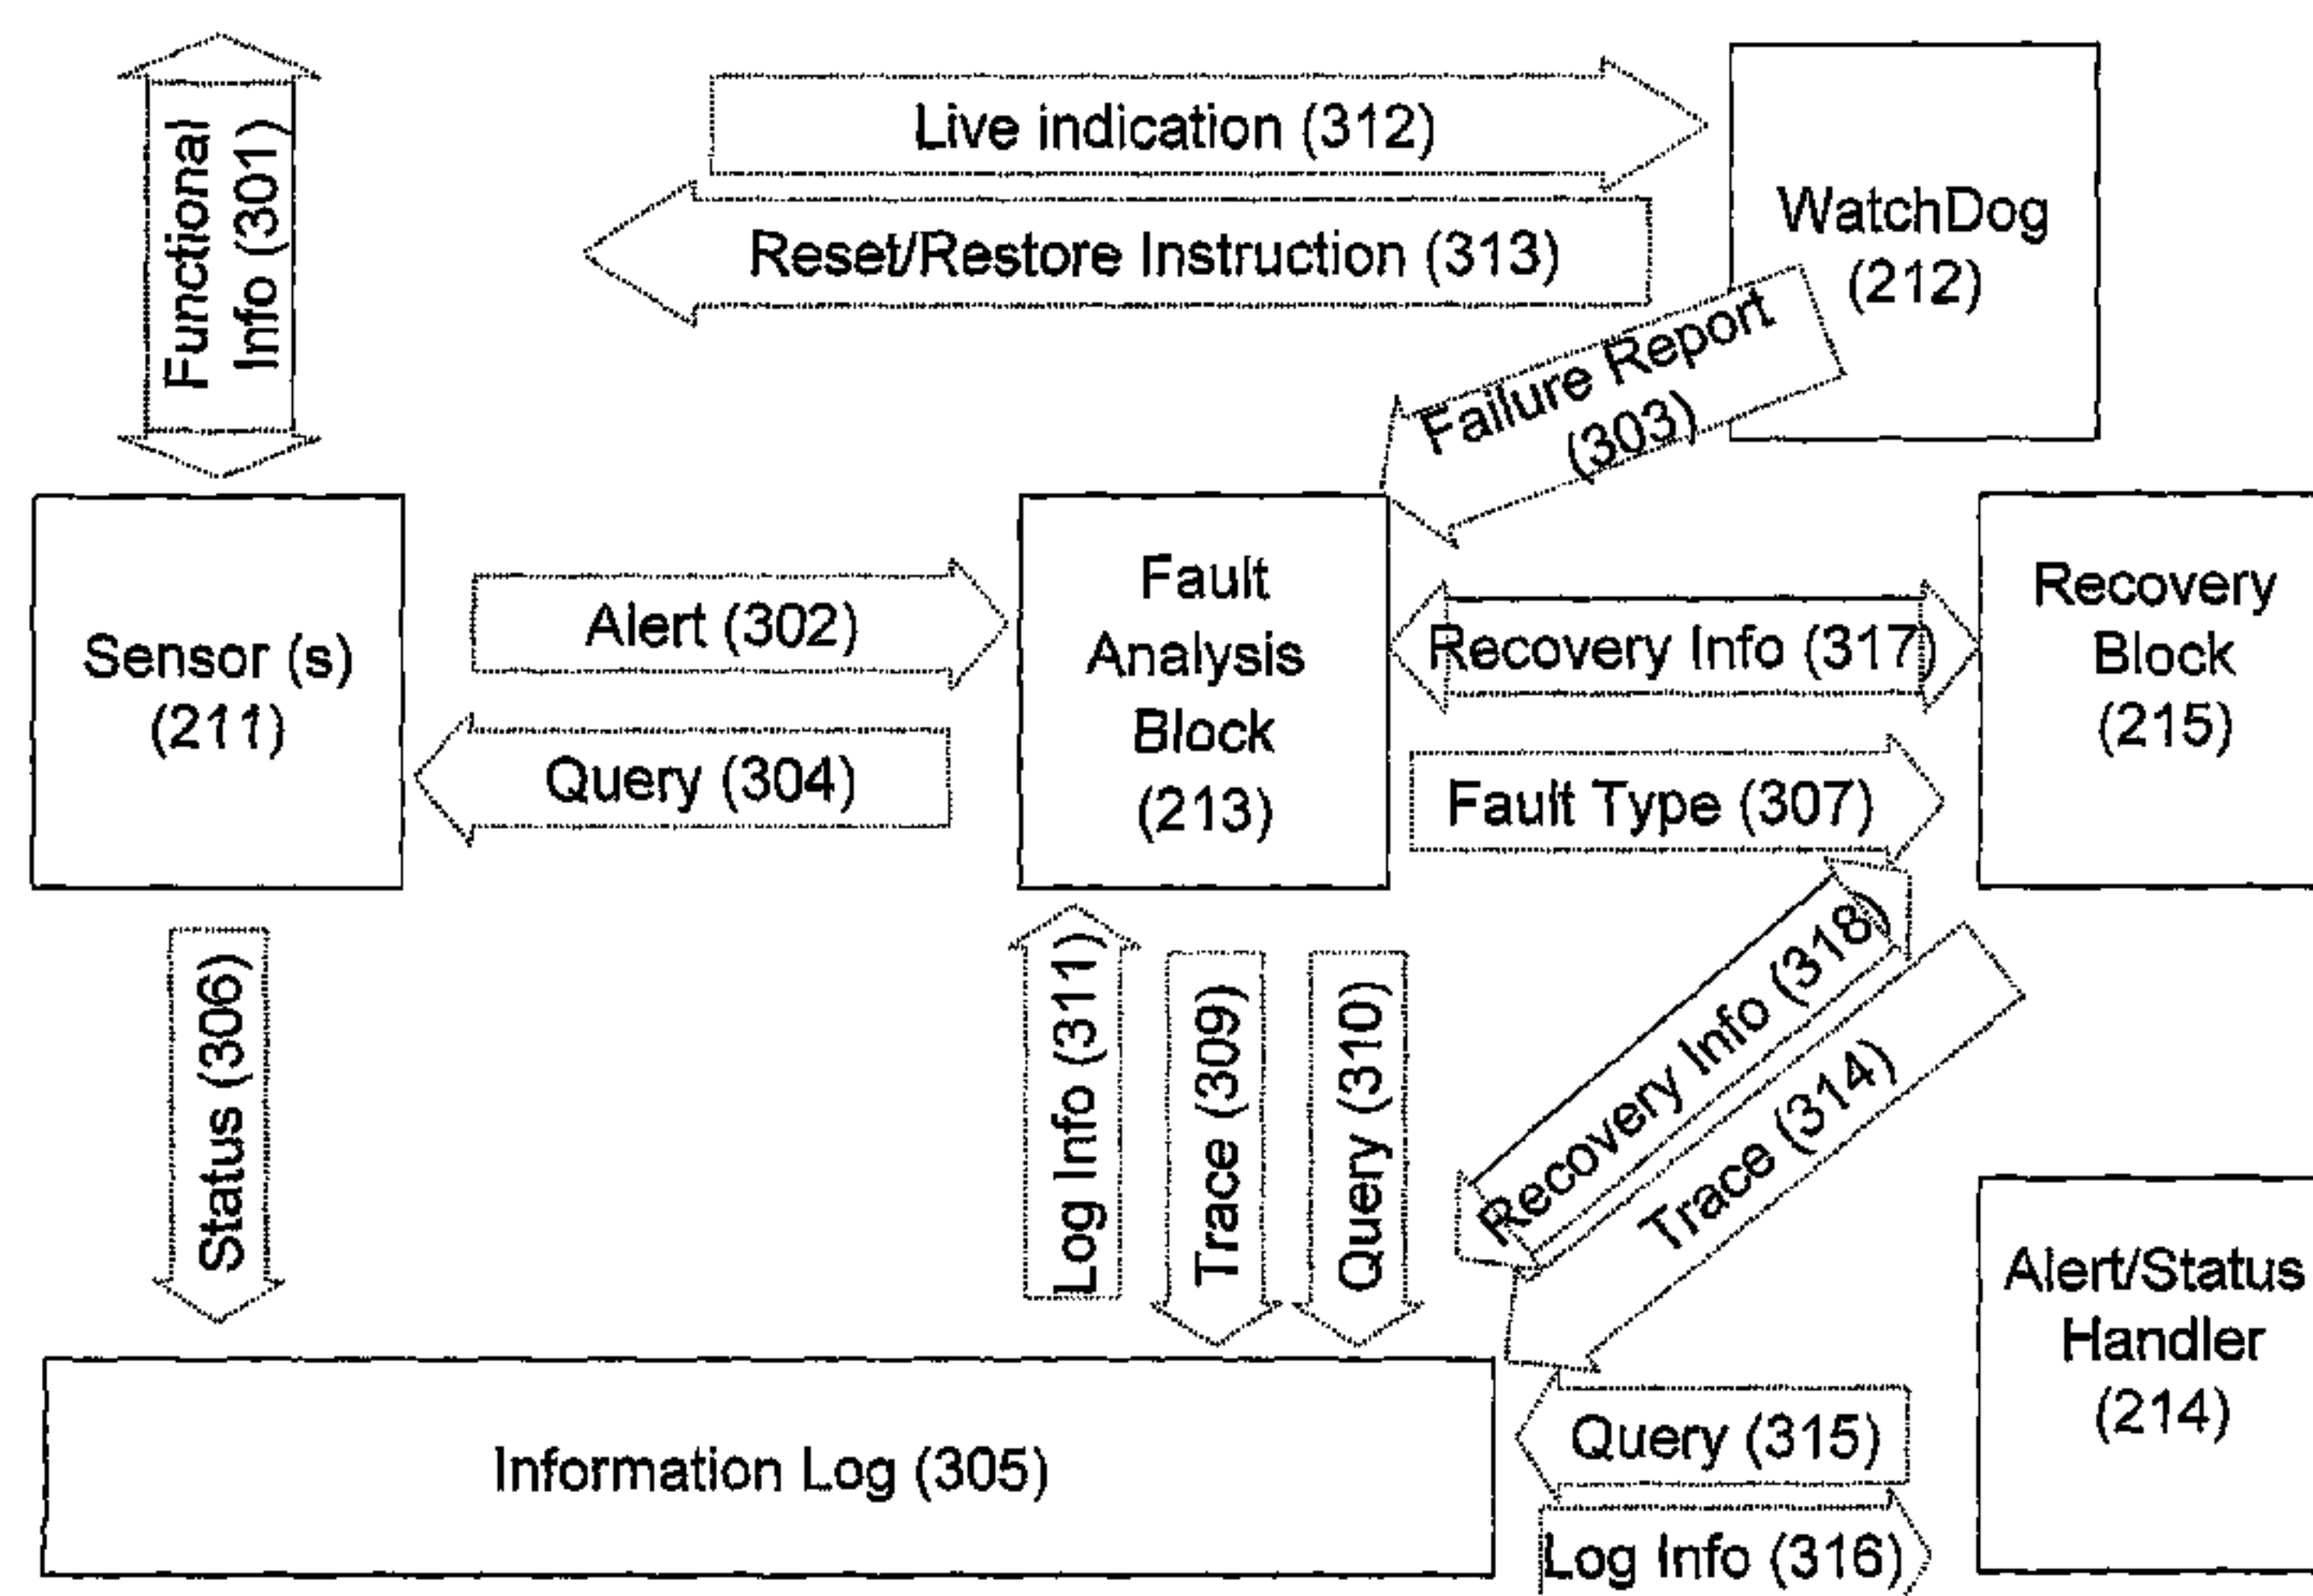 Functional
Info (301)
Live indication (312)
Reset/Restore Instruction (313)
WatchDog
(212)
Failure Report
(303)
Sensor (s)
(211)
Alert (302)
Query (304)
Fault
Analysis
Block
(213)
Recovery Info (317)
Fault Type (307)
Recovery
Block
(215)
Status (306)
Log Info (311)
Trace (309)
Query (310)
Recovery Info (318)
Trace (314)
Alert/Status
Handler
(214)
Information Log (305)
Query (315)
Log Info (316)